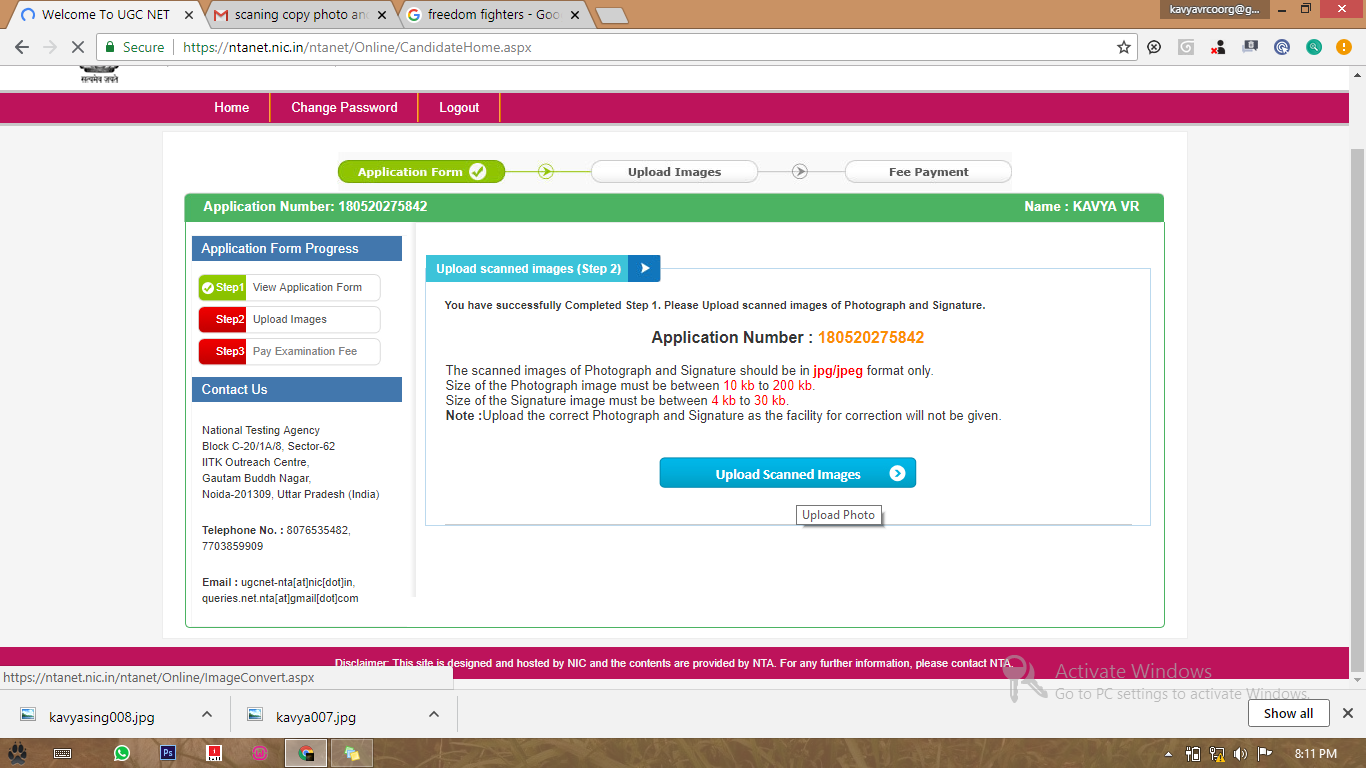 Welcome To UGC NET
scaning copy photo an
freedom fighters - Goo
kavyavrcoorg@g...
Secure
https://ntanet.nic.in/ntanet/Online/CandidateHome.aspx
सत्यमेव जयते
Home
Change Password
Logout
Application Form
Upload Images
Fee Payment
Application Number: 180520275842
Name : KAVYA VR
Application Form Progress
Step1 View Application Form
Step2 Upload Images
Step3 Pay Examination Fee
Contact Us
National Testing Agency
Block C-20/1A/8, Sector-62
IITK Outreach Centre,
Gautam Buddh Nagar,
Noida-201309, Uttar Pradesh (India)
Telephone No. : 8076535482,
7703859909
Email : ugcnet-nta[at]nic[dot]in,
queries.net.nta[at]gmail[dot]com
Upload scanned images (Step 2)
You have successfully Completed Step 1. Please Upload scanned images of Photograph and Signature.
Application Number : 180520275842
The scanned images of Photograph and Signature should be in jpg/jpeg format only.
Size of the Photograph image must be between 10 kb to 200 kb.
Size of the Signature image must be between 4 kb to 30 kb.
Note :Upload the correct Photograph and Signature as the facility for correction will not be given.
Upload Scanned Images
Upload Photo
Disclaimer: This site is designed and hosted by NIC and the contents are provided by NTA. For any further information, please contact NTA.
Activate Windows
Go to PC settings to activate Windows.
https://ntanet.nic.in/ntanet/Online/ImageConvert.aspx
kavyasing008.jpg
kavya007.jpg
Show all
Ps
8:11 PM